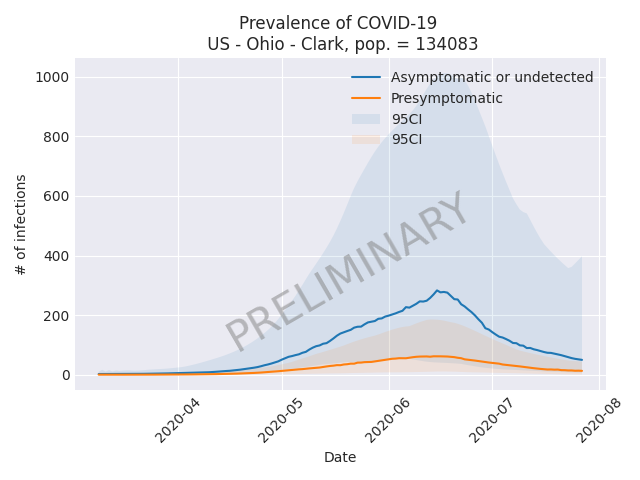 Prevalence of COVID-19
US - Ohio - Clark, pop. = 134083
1000
800
600
400
200
0
# of infections
Asymptomatic or undetected
Presymptomatic
95CI
95CI
PRELIMINARY
2020-04
2020-05
2020-06
2020-07
2020-08
Date